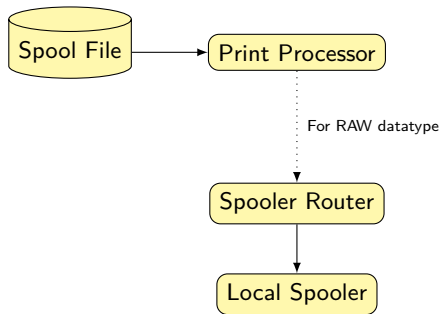 Spool File
Print Processor
For RAW datatype
Spooler Router
Local Spooler